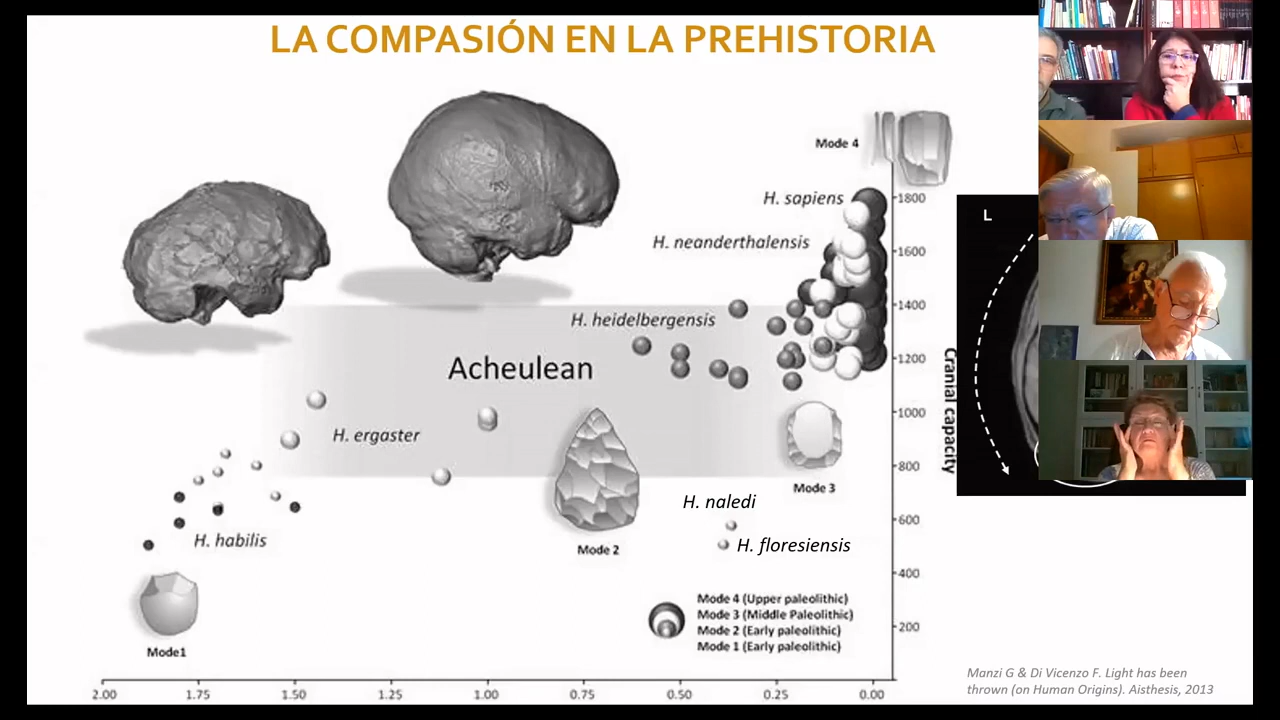 LA COMPASIÓN EN LA PREHISTORIA
Mode 4
H. sapiens
1800
L
H. neanderthalensis
1600
1400
H. heidelbergensis
Acheulean
1200
Cranial capacity
1000
H. ergaster
800
Mode 3
H. naledi
600
H. habilis
Mode 2
H. floresiensis
400
Mode 4 (Upper paleolithic)
Mode 3 (Middle Paleolithic)
Mode 2 (Early paleolithic)
Mode 1 (Early paleolithic)
200
Mode1
2.00 1.75 1.50 1.25 1.00 0.75 0.50 0.25 0.00
Manzi G & Di Vicenzo F. Light has been
thrown (on Human Origins). Aisthesis, 2013